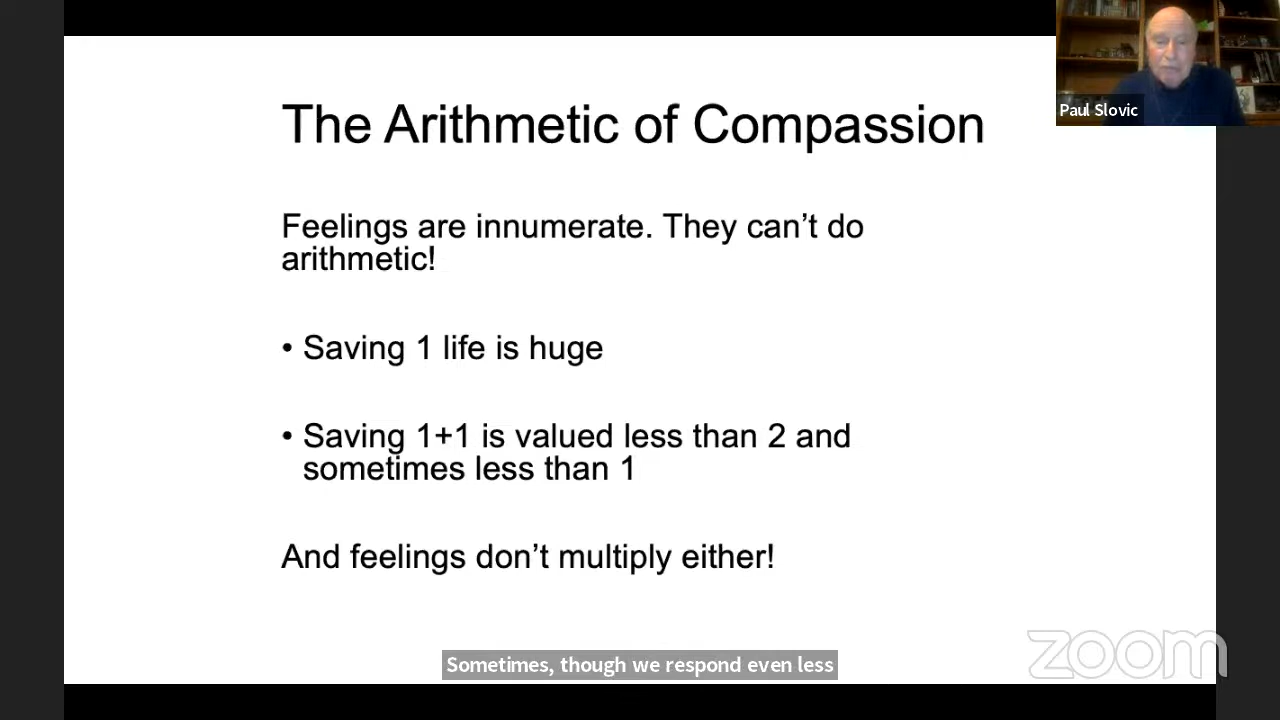 The Arithmetic of Compassion
Paul Slovic
Feelings are innumerate. They can’t do
arithmetic!
• Saving 1 life is huge
• Saving 1+1 is valued less than 2 and
sometimes less than 1
And feelings don’t multiply either!
Sometimes, though we respond even less
zoom